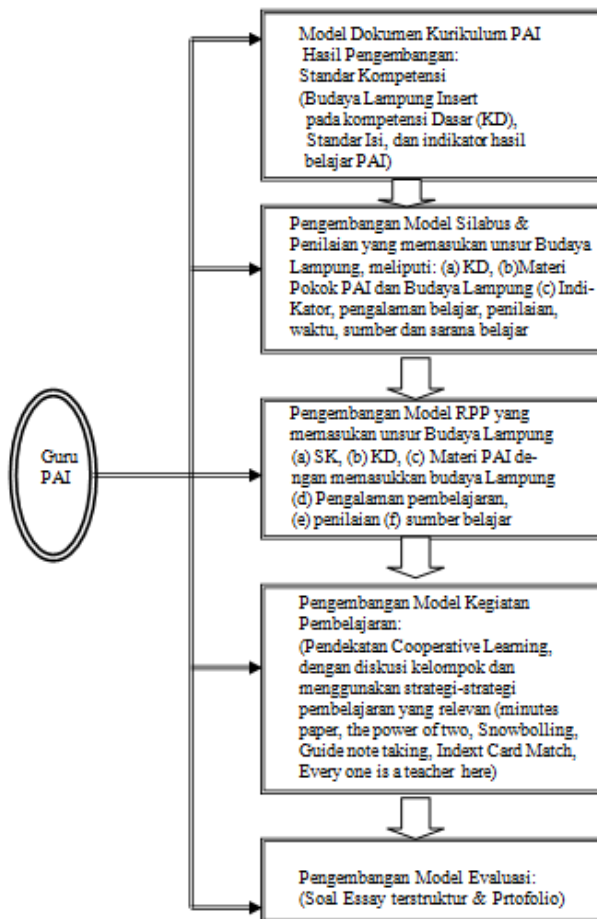 Model Dokumen Kurikulum PAI
Hasil Pengembangan:
Standar Kompetensi
(Budaya Lampung Insert
pada kompetensi Dasar (KD),
Standar Isi, dan indikator hasil
belajar PAI)
Pengembangan Model Silabus &
Penilaian yang memasukan unsur Budaya
Lampung, meliputi: (a) KD, (b)Materi
Pokok PAI dan Budaya Lampung (c) Indi-
Kator, pengalaman belajar, penilaian,
waktu, sumber dan sarana belajar
Guru
PAI
Pengembangan Model RPP yang
memasukan unsur Budaya Lampung
(a) SK, (b) KD, (c) Materi PAI de-
ngan memasukkan budaya Lampung
(d) Pengalaman pembelajaran,
(e) penilaian (f) sumber belajar
Pengembangan Model Kegiatan
Pembelajaran:
(Pendekatan Cooperative Learning,
dengan diskusi kelompok dan
menggunakan strategi-strategi
pembelajaran yang relevan (minutes
paper, the power of two, Snowbolling,
Guide note taking, Indext Card Match,
Every one is a teacher here)
Pengembangan Model Evaluasi:
(Soal Essay terstruktur & Prtofolio)